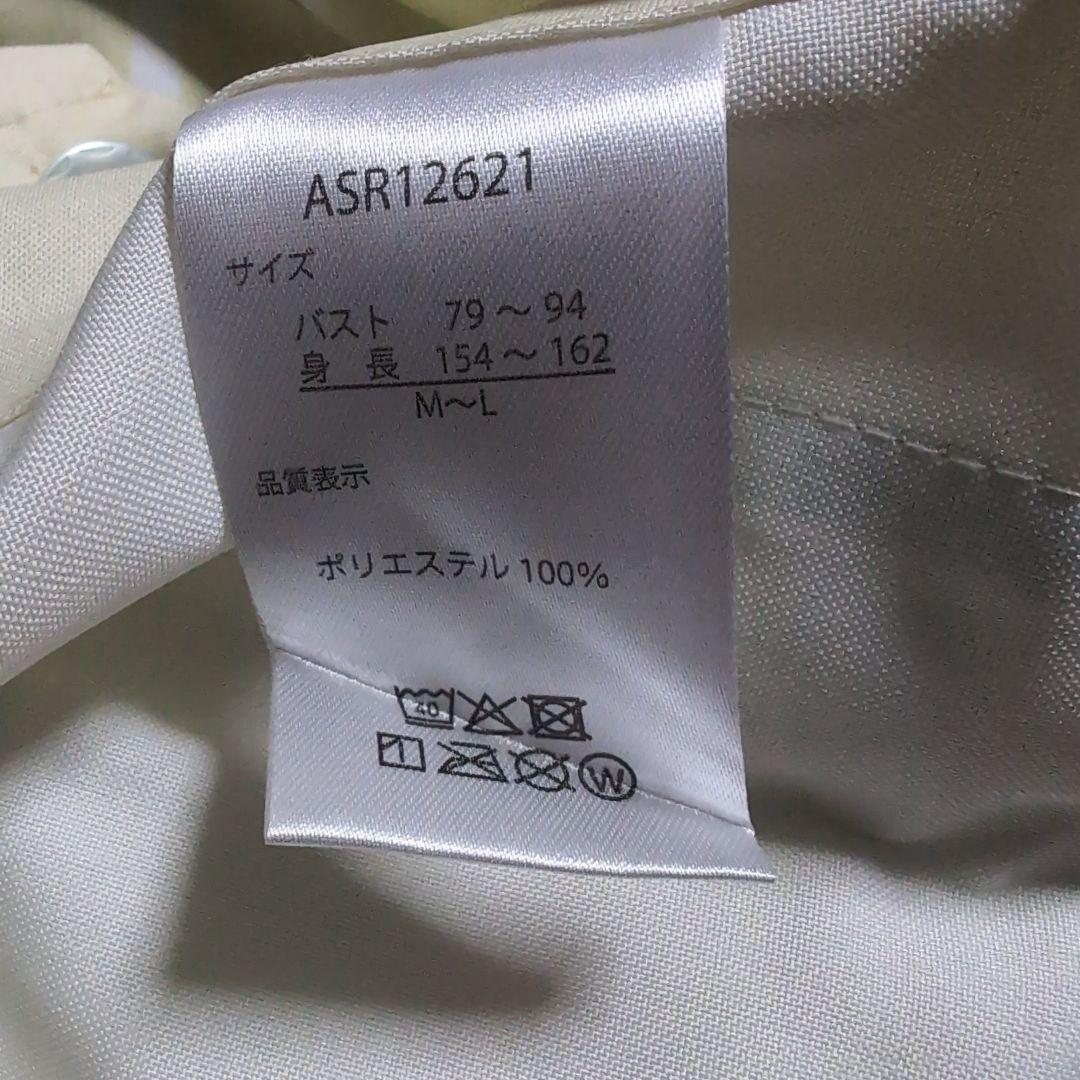 ASR12621
サイズ
バスト 79～94
身長 154～162
M～L
品質表示
ポリエステル 100%
40
W